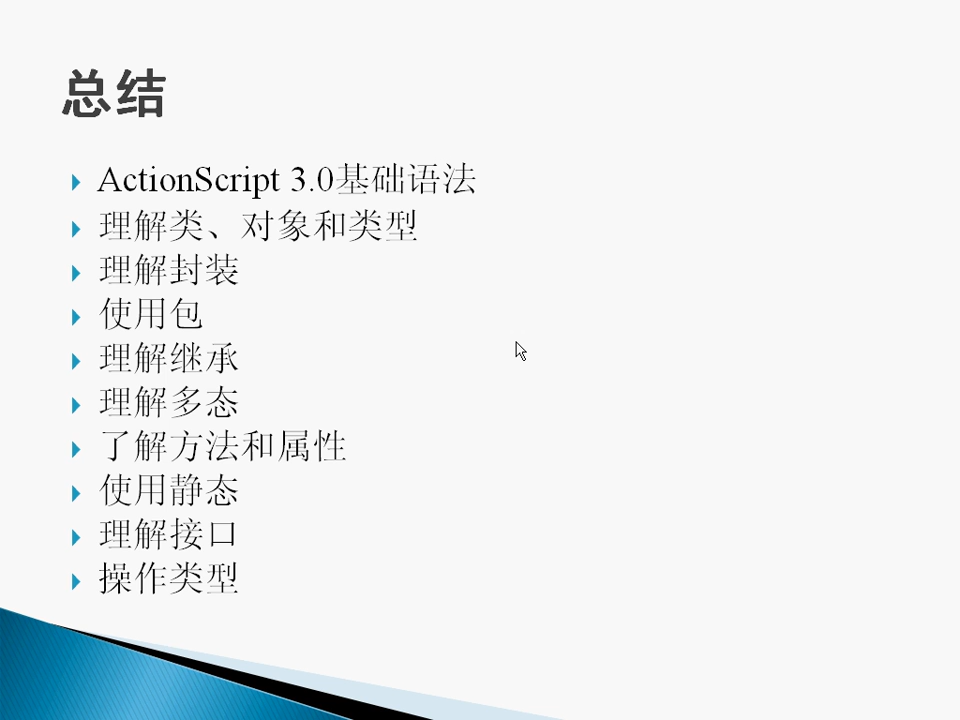 总结
ActionScript 3.0基础语法
理解类、对象和类型
理解封装
使用包
理解继承
理解多态
了解方法和属性
使用静态
理解接口
操作类型